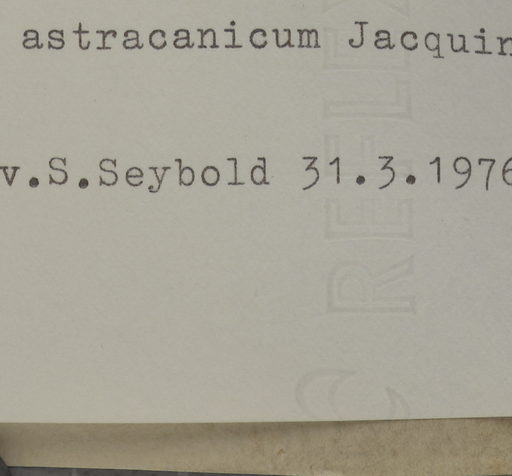 astracanicum Jacquin
v.S.Seybold 31.3.1976